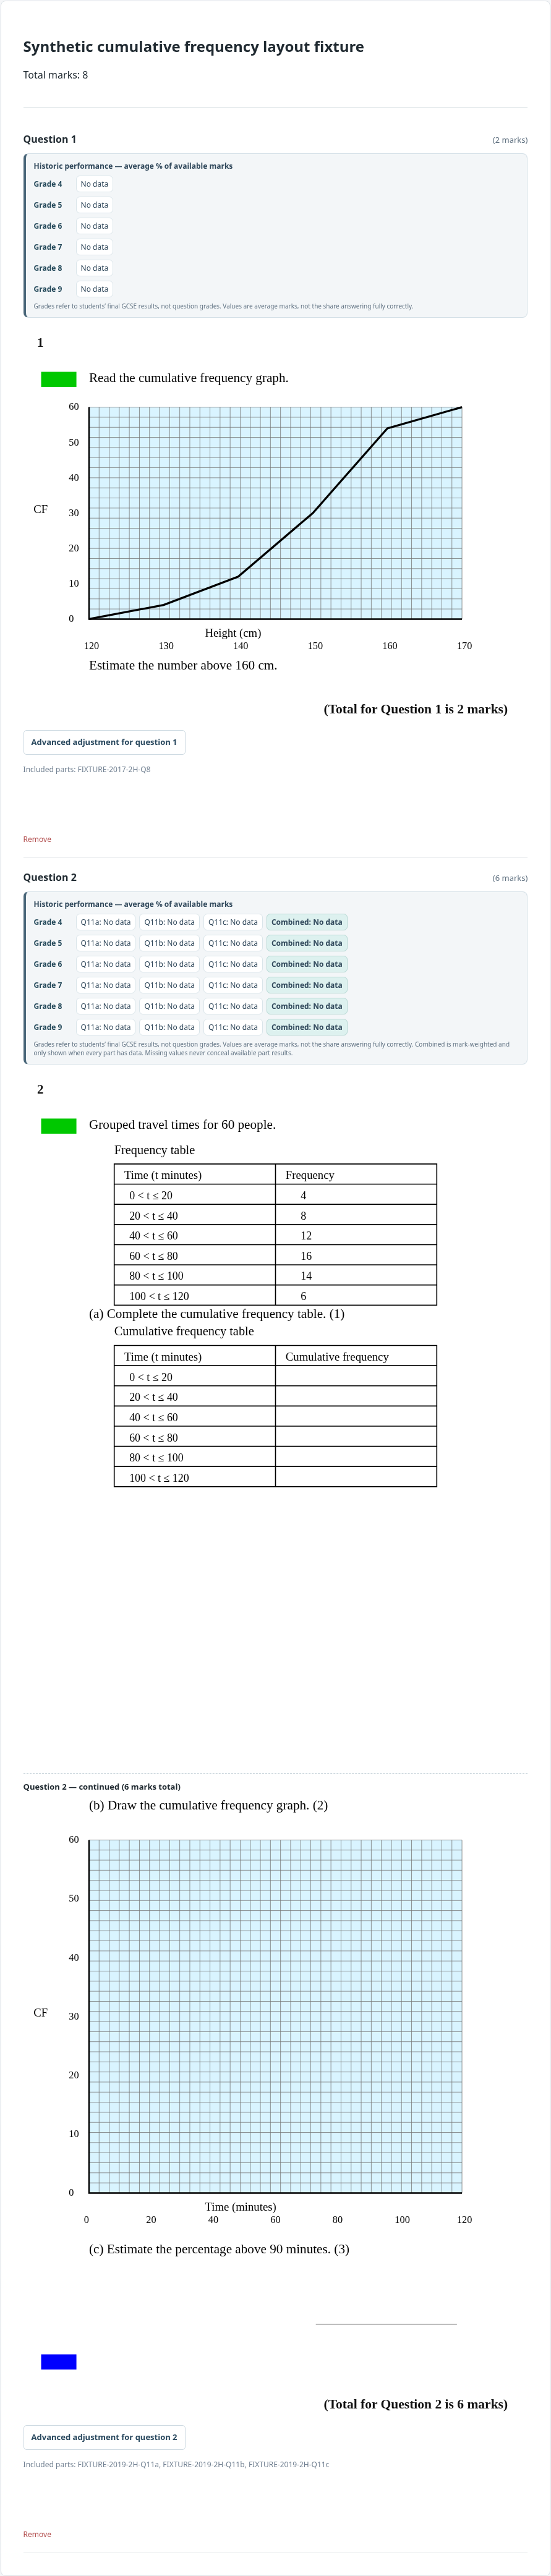 Synthetic cumulative frequency layout fixture
Total marks: 8
Question 1 (2 marks)
Historic performance — average % of available marks
Grade 4 No data
Grade 5 No data
Grade 6 No data
Grade 7 No data
Grade 8 No data
Grade 9 No data
Grades refer to students' final GCSE results, not question grades. Values are average marks, not the share answering fully correctly.
1
Read the cumulative frequency graph.
60
50
40
CF
30
20
10
0
Height (cm)
120 130 140 150 160 170
Estimate the number above 160 cm.
(Total for Question 1 is 2 marks)
Advanced adjustment for question 1
Included parts: FIXTURE-2017-2H-Q8
Remove
Question 2 (6 marks)
Historic performance — average % of available marks
Grade 4 Q11a: No data Q11b: No data Q11c: No data Combined: No data
Grade 5 Q11a: No data Q11b: No data Q11c: No data Combined: No data
Grade 6 Q11a: No data Q11b: No data Q11c: No data Combined: No data
Grade 7 Q11a: No data Q11b: No data Q11c: No data Combined: No data
Grade 8 Q11a: No data Q11b: No data Q11c: No data Combined: No data
Grade 9 Q11a: No data Q11b: No data Q11c: No data Combined: No data
Grades refer to students' final GCSE results, not question grades. Values are average marks, not the share answering fully correctly. Combined is mark-weighted and
only shown when every part has data. Missing values never conceal available part results.
2
Grouped travel times for 60 people.
Frequency table
Time (t minutes) Frequency
0 < t ≤ 20 4
20 < t ≤ 40 8
40 < t ≤ 60 12
60 < t ≤ 80 16
80 < t ≤ 100 14
100 < t ≤ 120 6
(a) Complete the cumulative frequency table. (1)
Cumulative frequency table
Time (t minutes) Cumulative frequency
0 < t ≤ 20
20 < t ≤ 40
40 < t ≤ 60
60 < t ≤ 80
80 < t ≤ 100
100 < t ≤ 120
Question 2 — continued (6 marks total)
(b) Draw the cumulative frequency graph. (2)
60
50
40
CF
30
20
10
0
Time (minutes)
0 20 40 60 80 100 120
(c) Estimate the percentage above 90 minutes. (3)
(Total for Question 2 is 6 marks)
Advanced adjustment for question 2
Included parts: FIXTURE-2019-2H-Q11a, FIXTURE-2019-2H-Q11b, FIXTURE-2019-2H-Q11c
Remove